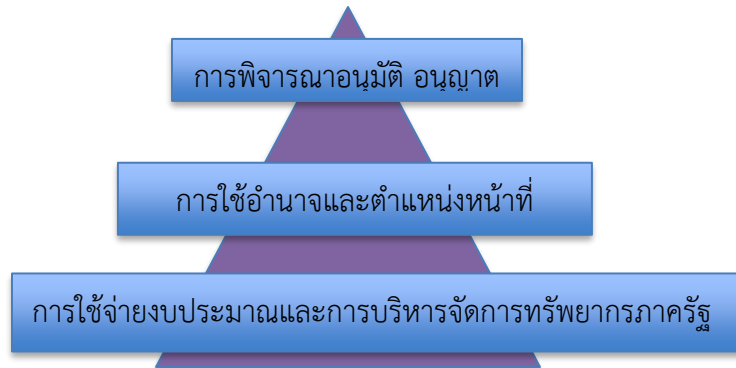 การพิจารณาอนุมัติ อนุญาต
การใช้อำนาจและตำแหน่งหน้าที่
การใช้จ่ายงบประมาณและการบริหารจัดการทรัพยากรภาครัฐ